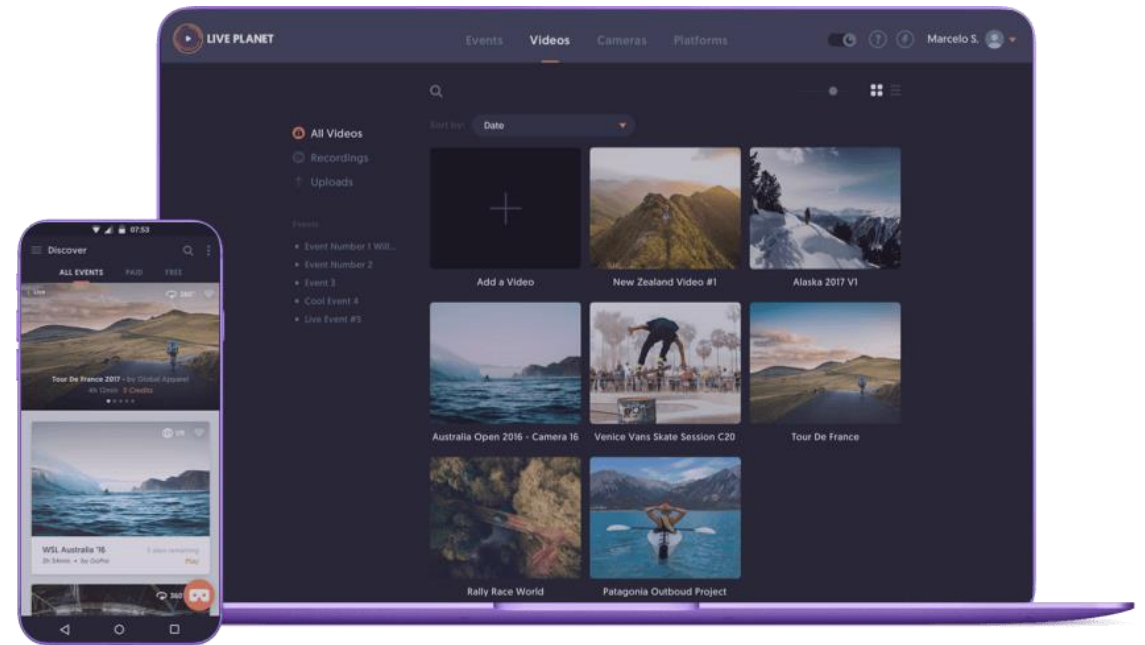 LIVE PLANET
Events Videos Cameras Platforms
? Marcelo S.
Sort by: Date
All Videos
Recordings
Uploads
Events
Event Number 1 Will...
Event Number 2
Event 3
Cool Event 4
Live Event #5
Add a Video
New Zealand Video #1
Alaska 2017 V1
Australia Open 2016 - Camera 16
Venice Vans Skate Session C20
Tour De France
Rally Race World
Patagonia Outboud Project
07:53
Discover
ALL EVENTS PAID FREE
360°
Tour De France 2017 - by Global Apparel
4h 12min 5 Credits
VR
WSL Australia '16 5 days remaining
2h 34mins • by GoPro Play
360°